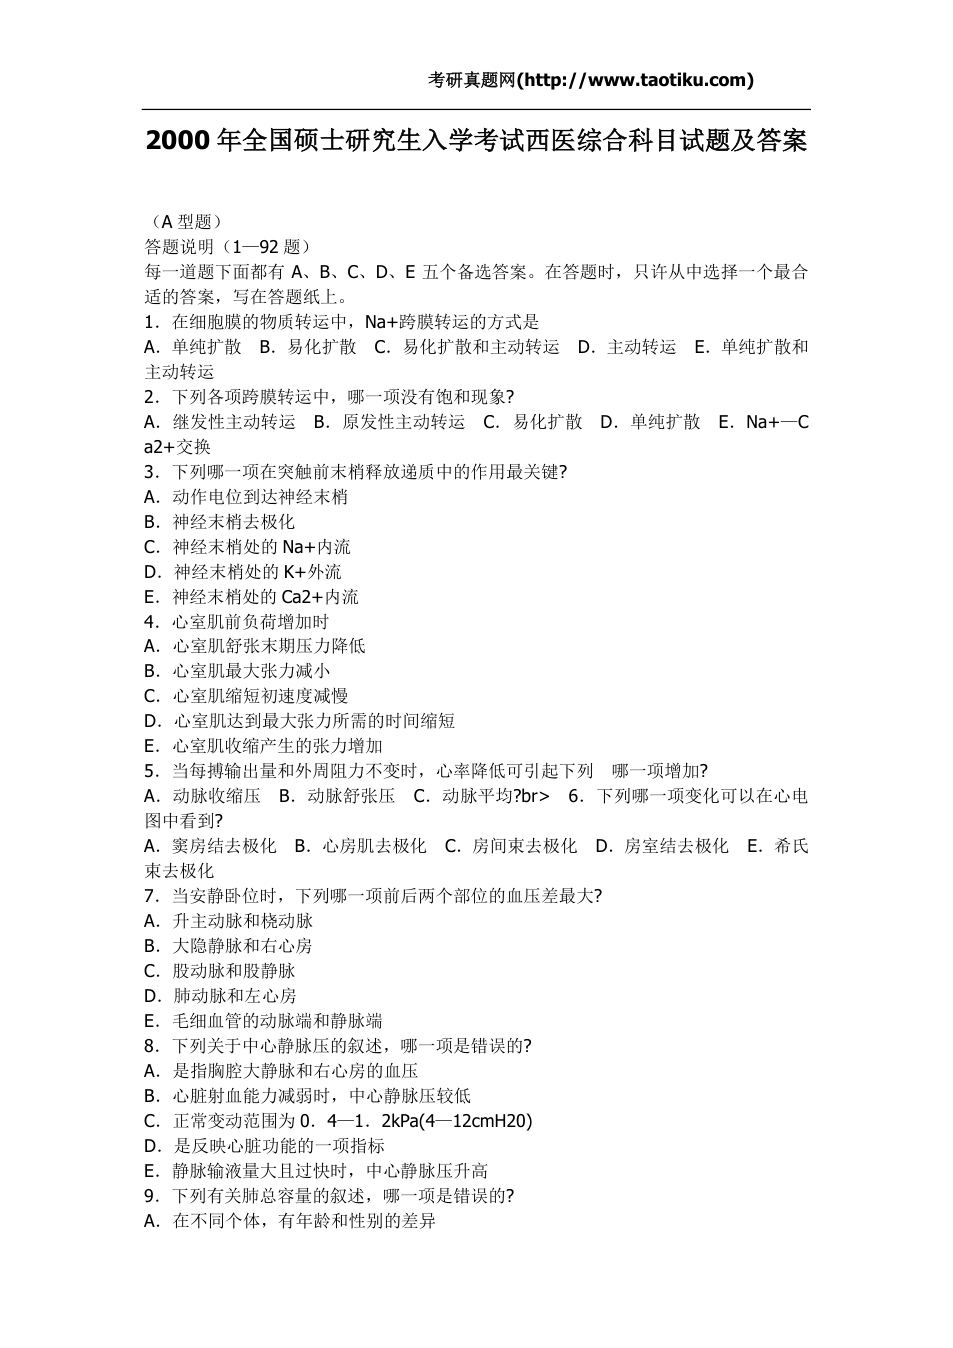 考研真题网(http://www.taotiku.com)
2000 年全国硕士研究生入学考试西医综合科目试题及答案
（A 型题）
答题说明（1—92 题）
每一道题下面都有 A、B、C、D、E 五个备选答案。在答题时，只许从中选择一个最合
适的答案，写在答题纸上。
1．在细胞膜的物质转运中，Na+跨膜转运的方式是
A．单纯扩散　B．易化扩散　C．易化扩散和主动转运　D．主动转运　E．单纯扩散和
主动转运
2．下列各项跨膜转运中，哪一项没有饱和现象?
A．继发性主动转运　B．原发性主动转运　C．易化扩散　D．单纯扩散　E．Na+—C
a2+交换
3．下列哪一项在突触前末梢释放递质中的作用最关键?
A．动作电位到达神经末梢
B．神经末梢去极化
C．神经末梢处的 Na+内流
D．神经末梢处的 K+外流
E．神经末梢处的 Ca2+内流
4．心室肌前负荷增加时
A．心室肌舒张末期压力降低
B．心室肌最大张力减小
C．心室肌缩短初速度减慢
D．心室肌达到最大张力所需的时间缩短
E．心室肌收缩产生的张力增加
5．当每搏输出量和外周阻力不变时，心率降低可引起下列　哪一项增加?
A．动脉收缩压　B．动脉舒张压　C．动脉平均?br>　6．下列哪一项变化可以在心电
图中看到?
A．窦房结去极化　B．心房肌去极化　C．房间束去极化　D．房室结去极化　E．希氏
束去极化
7．当安静卧位时，下列哪一项前后两个部位的血压差最大?
A．升主动脉和桡动脉
B．大隐静脉和右心房
C．股动脉和股静脉
D．肺动脉和左心房
E．毛细血管的动脉端和静脉端
8．下列关于中心静脉压的叙述，哪一项是错误的?
A．是指胸腔大静脉和右心房的血压
B．心脏射血能力减弱时，中心静脉压较低
C．正常变动范围为 0．4—1．2kPa(4—12cmH20)
D．是反映心脏功能的一项指标
E．静脉输液量大且过快时，中心静脉压升高
9．下列有关肺总容量的叙述，哪一项是错误的?
A．在不同个体，有年龄和性别的差异